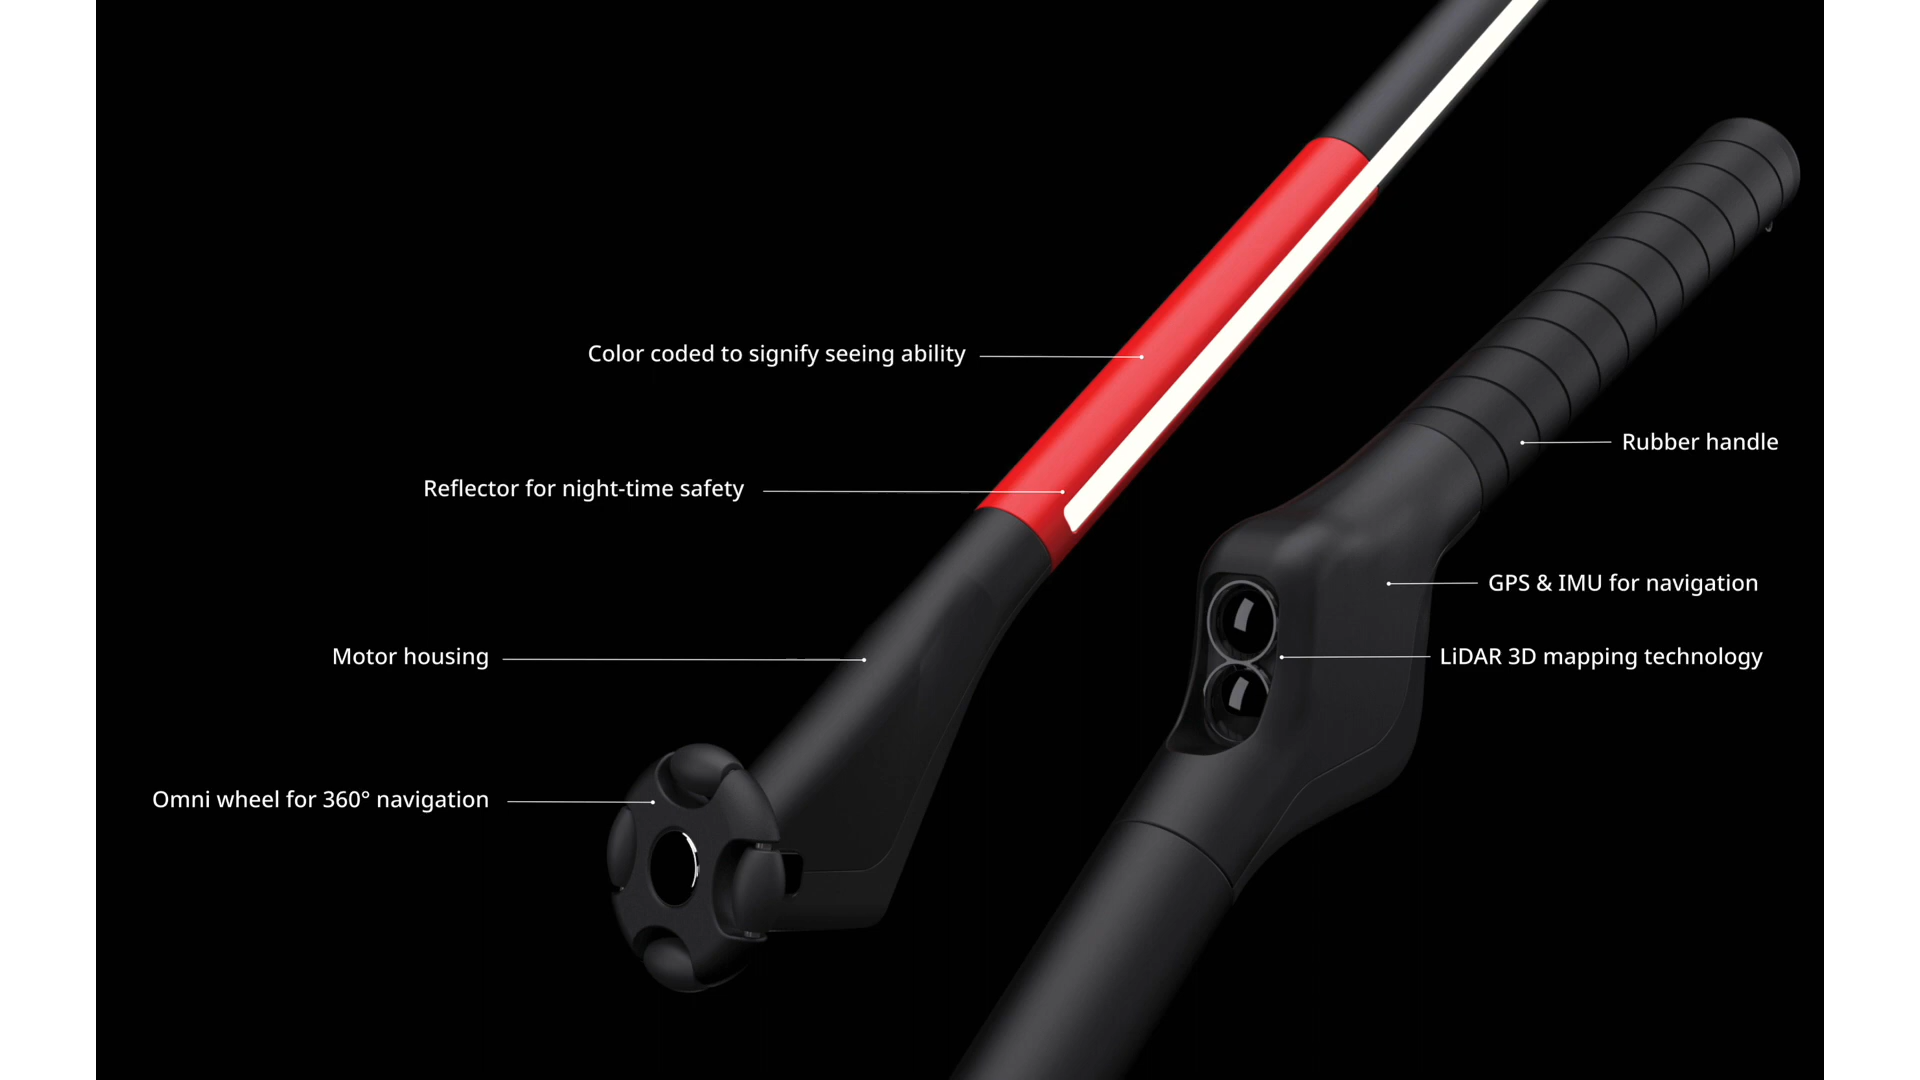 Color coded to signify seeing ability
Rubber handle
Reflector for night-time safety
GPS & IMU for navigation
Motor housing
LiDAR 3D mapping technology
Omni wheel for 360° navigation